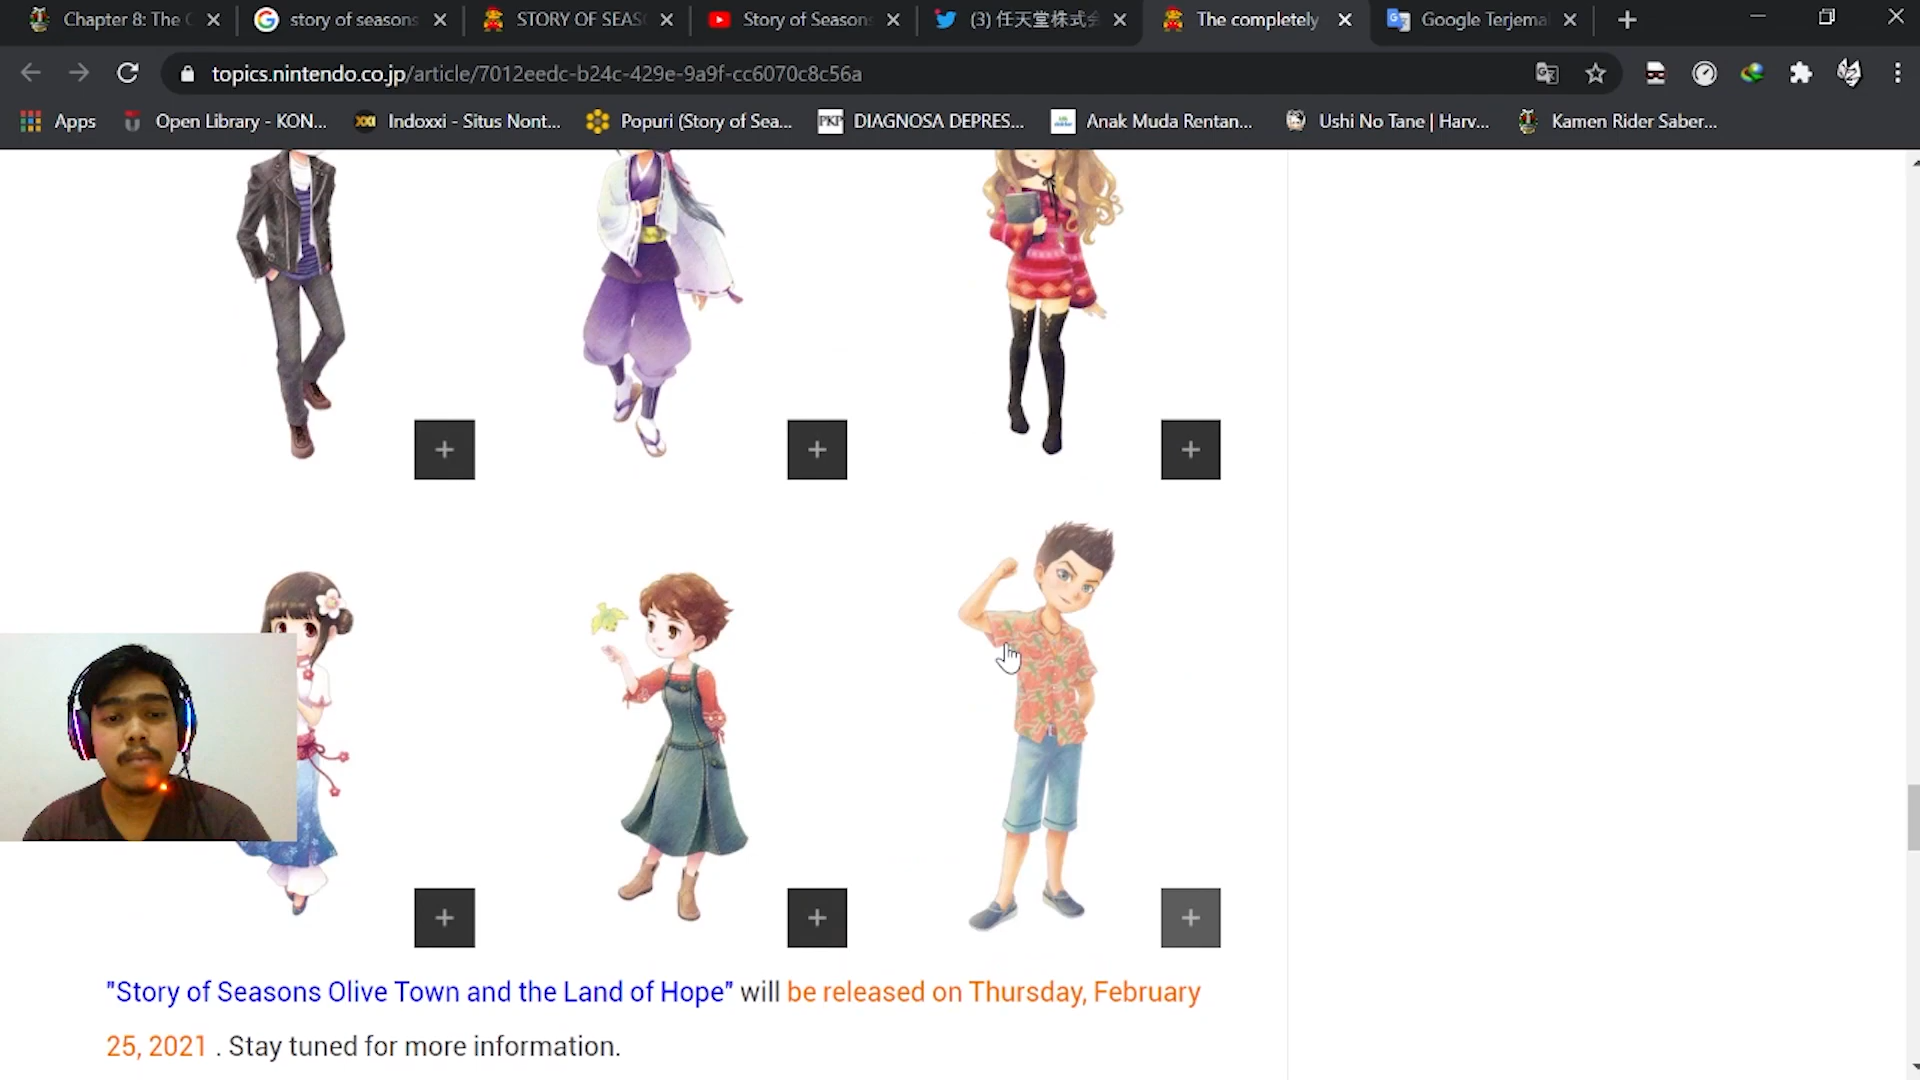 Chapter 8: The
story of seasons
STORY OF SEAS
Story of Seasons
(3) 任天堂株式会
The completely
Google Terjema
topics.nintendo.co.jp/article/7012eedc-b24c-429e-9a9f-cc6070c8c56a
Apps
Open Library - KON...
XXI
Indoxxi - Situs Nont...
Popuri (Story of Sea...
PKP
DIAGNOSA DEPRES...
Anak Muda Rentan...
Ushi No Tane | Harv...
Kamen Rider Saber...
"Story of Seasons Olive Town and the Land of Hope" will be released on Thursday, February
25, 2021 . Stay tuned for more information.